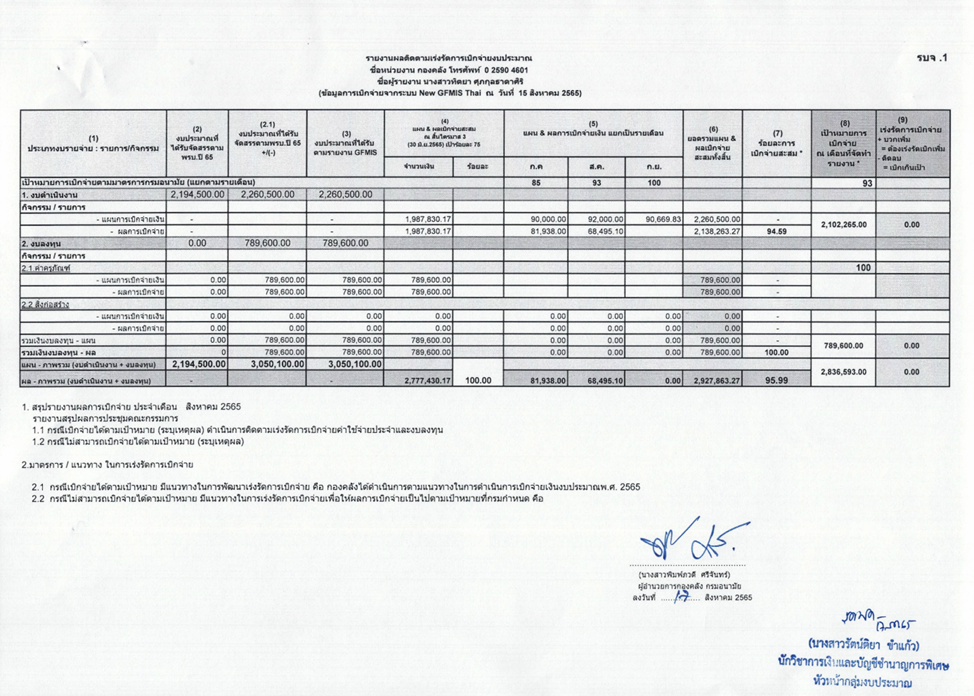 รบจ .1
รายงานผลติดตามเร่งรัดการเบิกจ่ายงบประมาณ
ชื่อหน่วยงาน กองคลัง โทรศัพท์ 0 2590 4601
ชื่อผู้รายงาน นางสาวทิตยา ศุภกุลธาดาศิริ
(ข้อมูลการเบิกจ่ายจากระบบ New GFMIS Thai ณ วันที่ 15 สิงหาคม 2565)
(1) ประเภทงบรายจ่าย : รายการ/กิจกรรม
(2) งบประมาณที่ได้รับจัดสรรตาม พรบ.ปี 65
(2.1) งบประมาณที่ได้รับจัดสรรตามพรบ.ปี 65 +/(-)
(3) งบประมาณที่ได้รับตามรายงาน GFMIS
(4) แผน & ผลเบิกจ่ายสะสม ณ สิ้นไตรมาส 3 (30 มิ.ย.2565) เป้าร้อยละ 75
จำนวนเงิน ร้อยละ
(5) แผน & ผลการเบิกจ่ายเงิน แยกเป็นรายเดือน
ก.ค ส.ค. ก.ย.
(6) ยอดรวมแผน & ผลเบิกจ่ายสะสมทั้งสิ้น
(7) ร้อยละการเบิกจ่ายสะสม *
(8) เป้าหมายการเบิกจ่าย ณ เดือนที่จัดทำรายงาน *
(9) เร่งรัดการเบิกจ่าย + บวกเพิ่ม = ต้องเร่งรัดเบิกเพิ่ม - ติดลบ = เบิกเกินเป้า
เป้าหมายการเบิกจ่ายตามมาตรการกรมอนามัย (แยกตามรายเดือน) 85 93 100 93
1. งบดำเนินงาน 2,194,500.00 2,260,500.00 2,260,500.00
กิจกรรม / รายการ
- แผนการเบิกจ่ายเงิน - - 1,987,830.17 90,000.00 92,000.00 90,669.83 2,260,500.00 2,102,265.00 0.00
- ผลการเบิกจ่าย - - 1,987,830.17 81,938.00 68,495.10 2,138,263.27 94.59
2. งบลงทุน 0.00 789,600.00 789,600.00
กิจกรรม / รายการ
2.1 ค่าครุภัณฑ์ 100
- แผนการเบิกจ่ายเงิน 0.00 789,600.00 789,600.00 789,600.00 789,600.00 -
- ผลการเบิกจ่าย 0.00 789,600.00 789,600.00 789,600.00 789,600.00 -
2.2 สิ่งก่อสร้าง
- แผนการเบิกจ่ายเงิน 0.00 0.00 0.00 0.00 0.00 0.00 0.00 0.00 -
- ผลการเบิกจ่าย 0.00 0.00 0.00 0.00 0.00 0.00 0.00 0.00 -
รวมเงินงบลงทุน - แผน 0.00 789,600.00 789,600.00 789,600.00 0.00 0.00 0.00 789,600.00 - 789,600.00 0.00
รวมเงินงบลงทุน - ผล 0 789,600.00 789,600.00 789,600.00 0.00 0.00 0.00 789,600.00 100.00
แผน - ภาพรวม (งบดำเนินงาน + งบลงทุน) 2,194,500.00 3,050,100.00 3,050,100.00 2,836,593.00 0.00
ผล - ภาพรวม (งบดำเนินงาน + งบลงทุน) - - 2,777,430.17 100.00 81,938.00 68,495.10 0.00 2,927,863.27 95.99
1. สรุปรายงานผลการเบิกจ่าย ประจำเดือน สิงหาคม 2565
รายงานสรุปผลการประชุมคณะกรรมการ
1.1 กรณีเบิกจ่ายได้ตามเป้าหมาย (ระบุเหตุผล) ดำเนินการติดตามเร่งรัดการเบิกจ่ายค่าใช้จ่ายประจำและงบลงทุน
1.2 กรณีไม่สามารถเบิกจ่ายได้ตามเป้าหมาย (ระบุเหตุผล)
2.มาตรการ / แนวทาง ในการเร่งรัดการเบิกจ่าย
2.1 กรณีเบิกจ่ายได้ตามเป้าหมาย มีแนวทางในการพัฒนาเร่งรัดการเบิกจ่าย คือ กองคลังได้ดำเนินการตามแนวทางในการดำเนินการเบิกจ่ายเงินงบประมาณพ.ศ. 2565
2.2 กรณีไม่สามารถเบิกจ่ายได้ตามเป้าหมาย มีแนวทางในการเร่งรัดการเบิกจ่ายเพื่อให้ผลการเบิกจ่ายเป็นไปตามเป้าหมายที่กรมกำหนด คือ
(นางสาวพิมพ์ภวดี ศรีจันทร์)
ผู้อำนวยการกองคลัง กรมอนามัย
ลงวันที่ .....17..... สิงหาคม 2565
(นางสาวรัตน์ติยา ขำแก้ว)
นักวิชาการเงินและบัญชีชำนาญการพิเศษ
หัวหน้ากลุ่มงบประมาณ